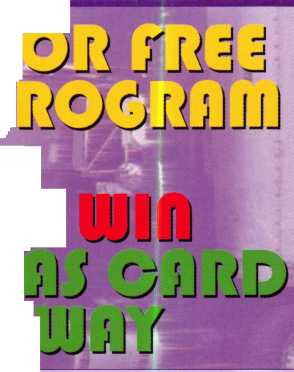 OR FREE
ROGRAM
WIN
AS CARD
WAY